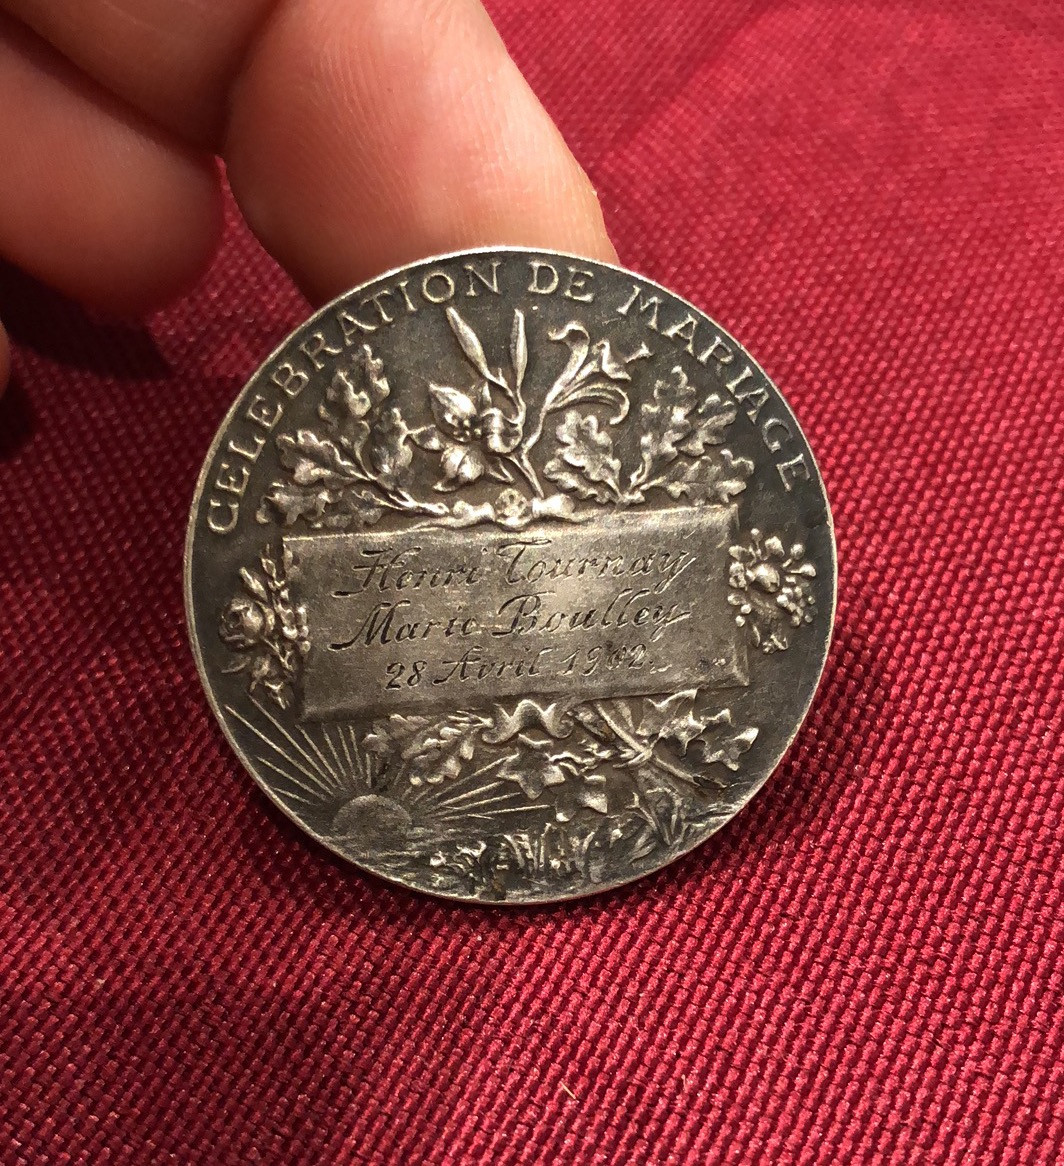 CELEBRATION DE MARIAGE
Henri Tournay
Marie Boulley
28 Avril 1902.